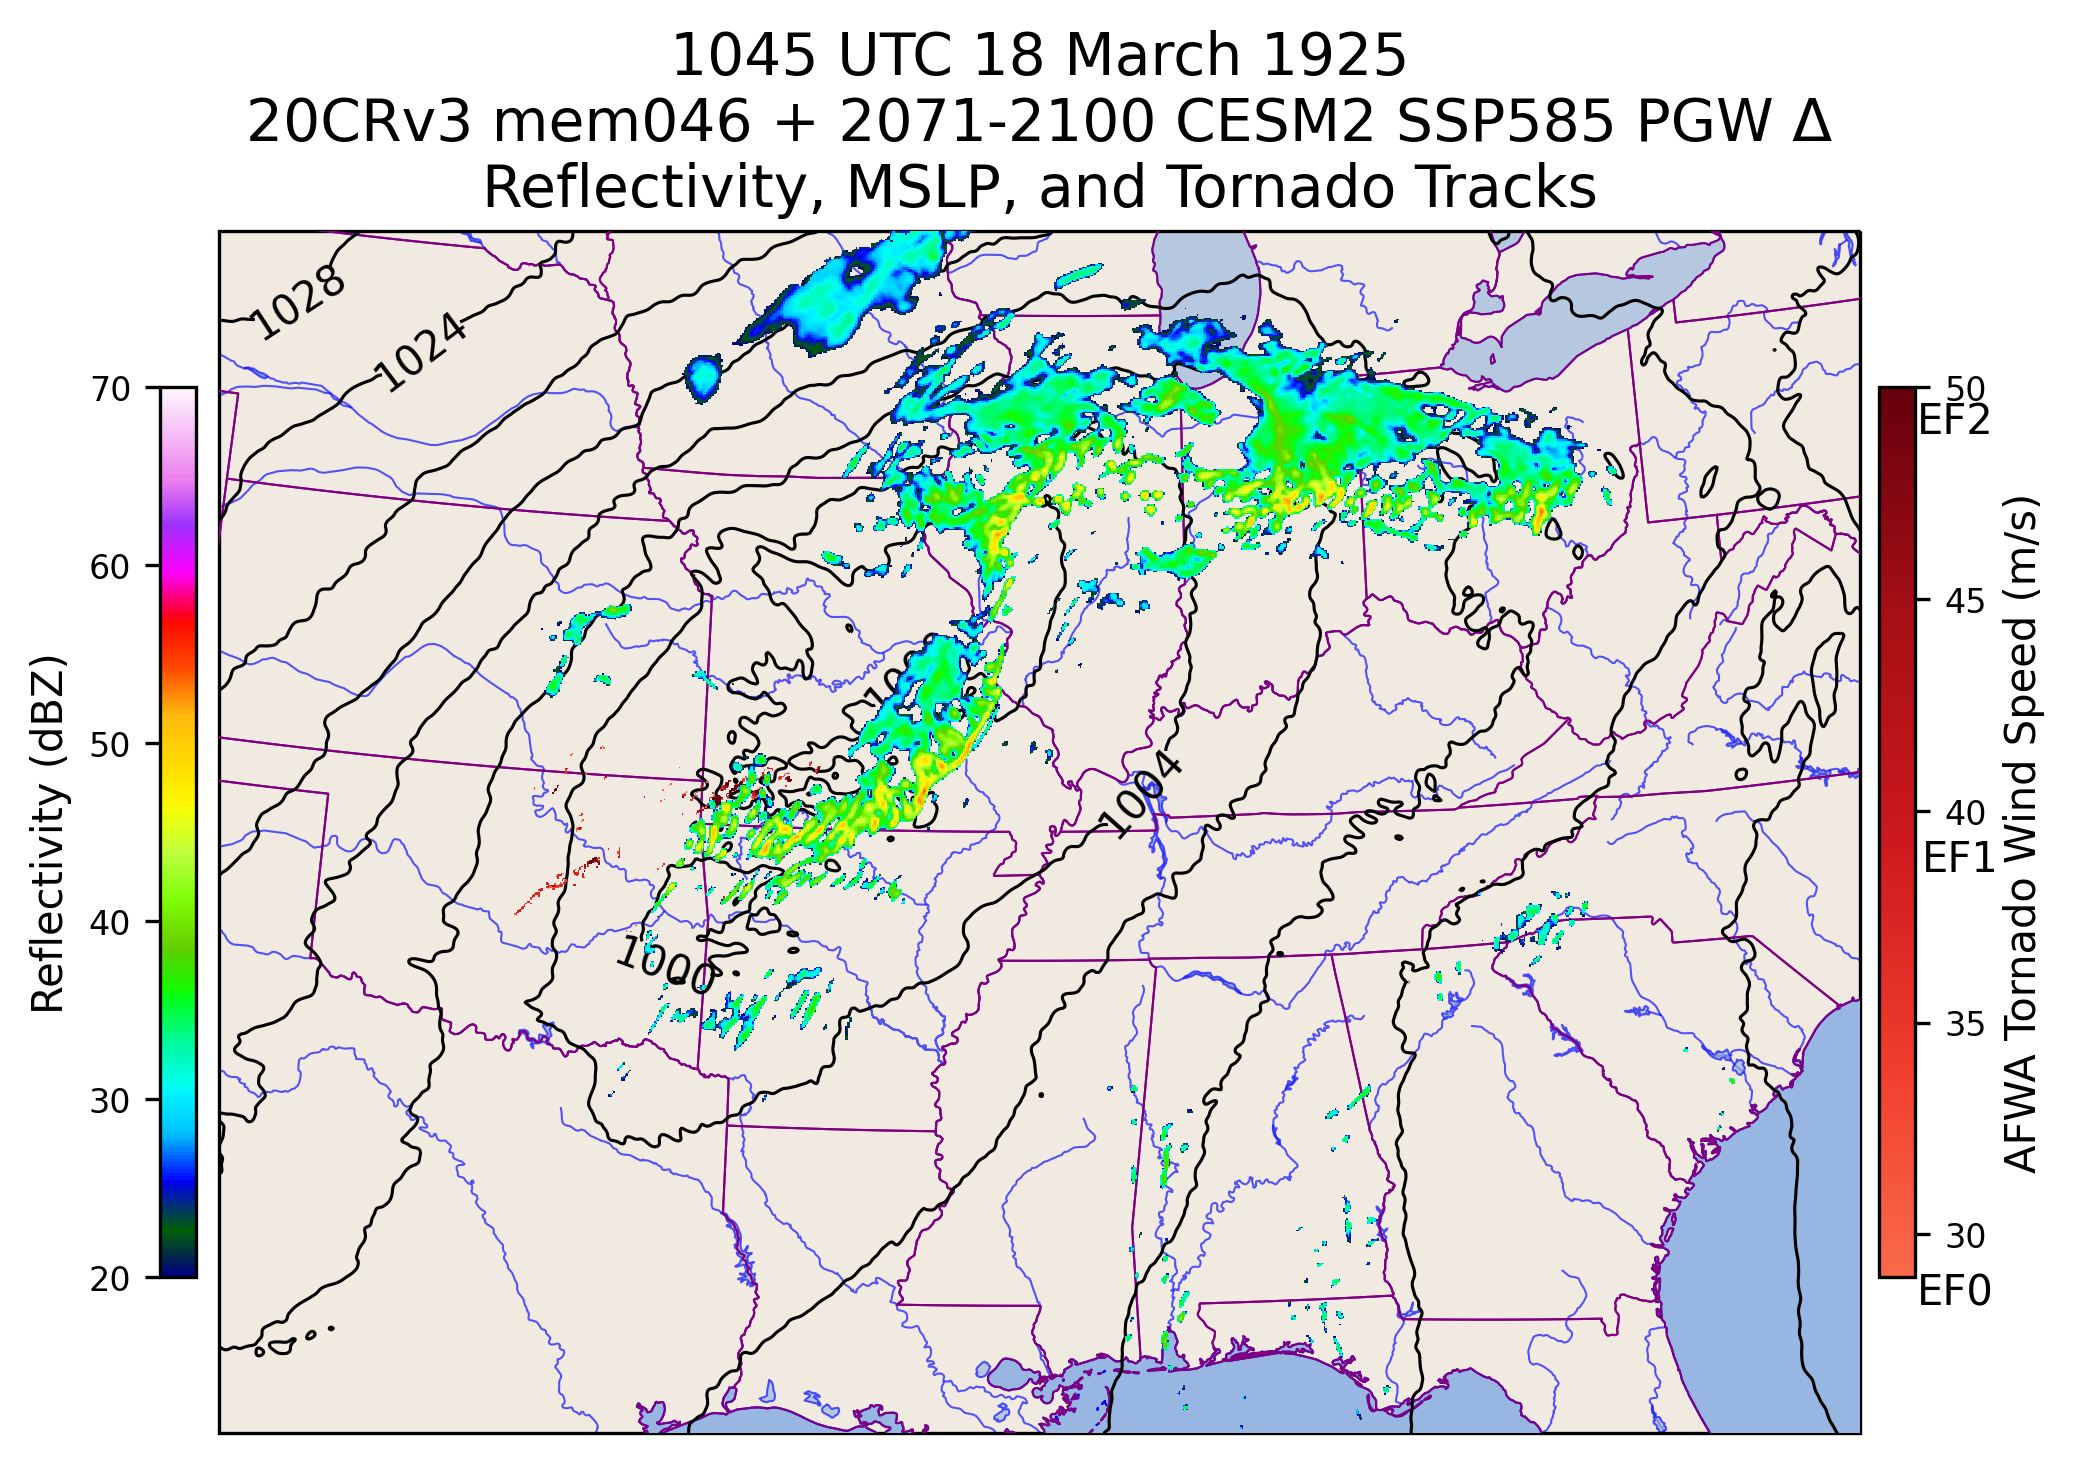 1045 UTC 18 March 1925
20CRv3 mem046 + 2071-2100 CESM2 SSP585 PGW Δ
Reflectivity, MSLP, and Tornado Tracks
1028
1024
1004
1000
70
60
50
40
30
20
Reflectivity (dBZ)
50
EF2
45
40
EF1
35
30
EF0
AFWA Tornado Wind Speed (m/s)